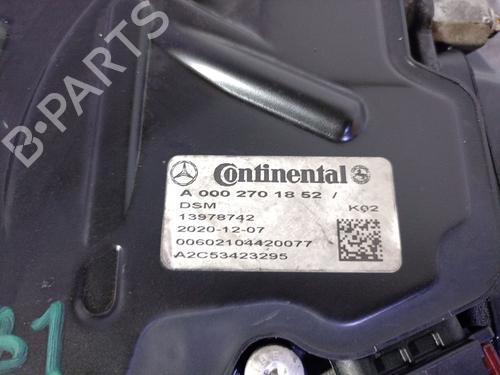 B-PARTS
Continental
A 000 270 18 52 /
DSM K02
13978742
2020-12-07
00602104420077
A2C53423295